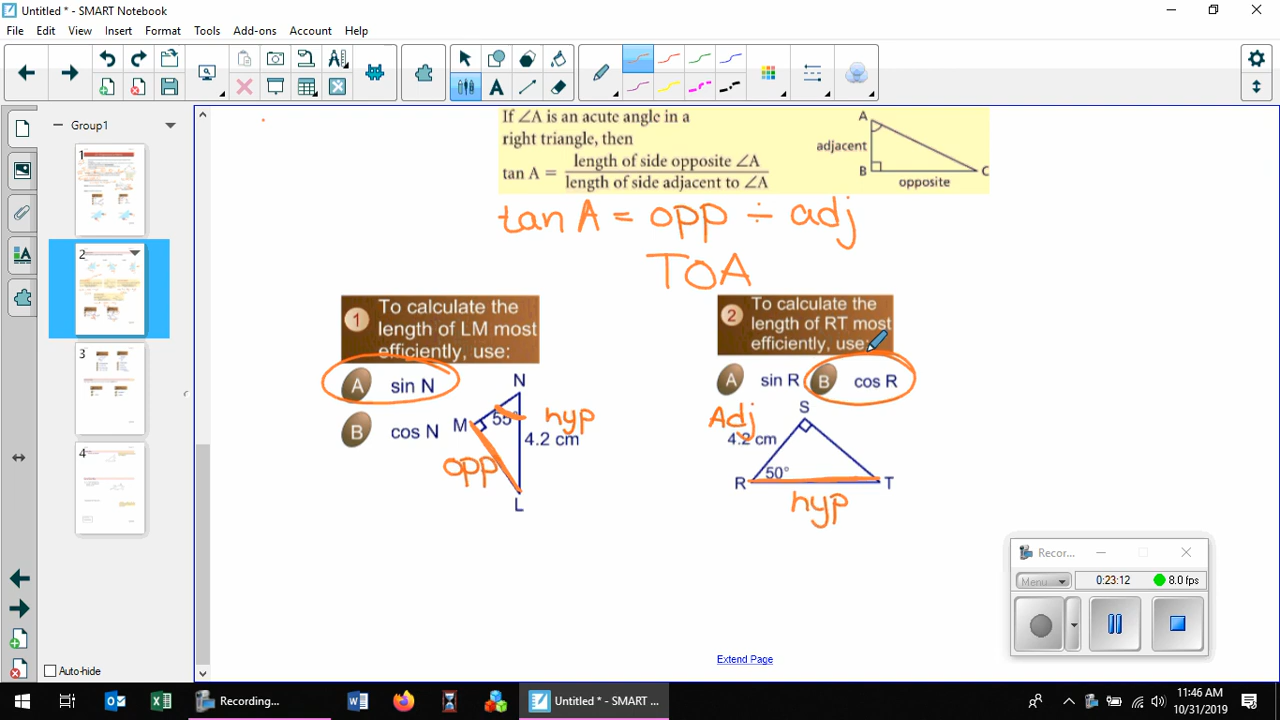 Untitled * - SMART Notebook
File Edit View Insert Format Tools Add-ons Account Help
Group1
1
2
3
4
If ∠A is an acute angle in a
right triangle, then
tan A = length of side opposite ∠A / length of side adjacent to ∠A
A
adjacent
B
C
opposite
tan A = opp ÷ adj
TOA
1 To calculate the
length of LM most
efficiently, use:
A sin N
B cos N
N
M
55°
hyp
4.2 cm
opp
L
2 To calculate the
length of RT most
efficiently, use:
A sin R
B cos R
Adj
S
4.2 cm
50°
R
T
hyp
Recor...
Menu
0:23:12
8.0 fps
Extend Page
Auto-hide
Recording...
Untitled * - SMART ...
11:46 AM
10/31/2019